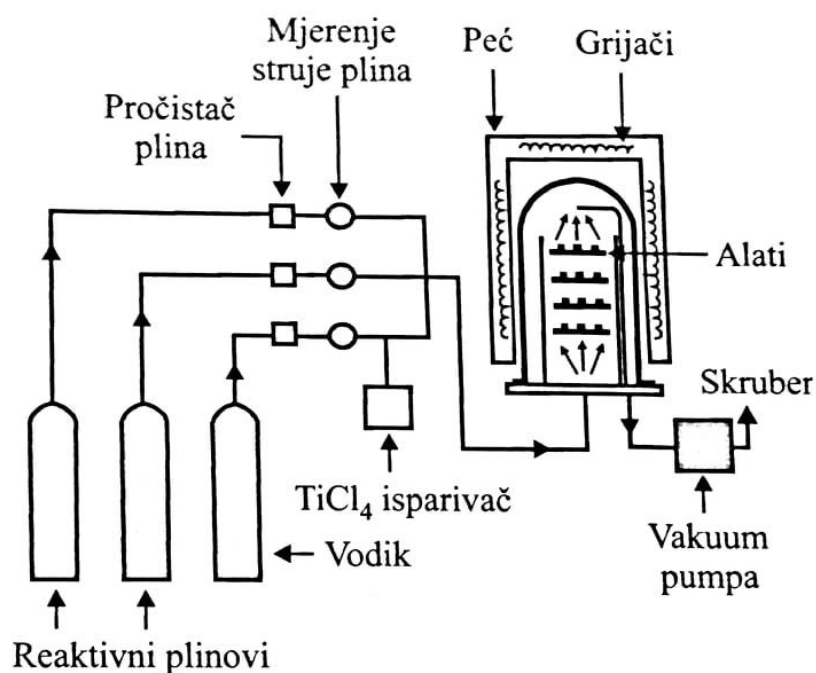 Mjerenje
struje plina
Peć
Grijači
Pročistač
plina
Alati
Skruber
TiCl4 isparivač
Vodik
Vakuum
pumpa
Reaktivni plinovi